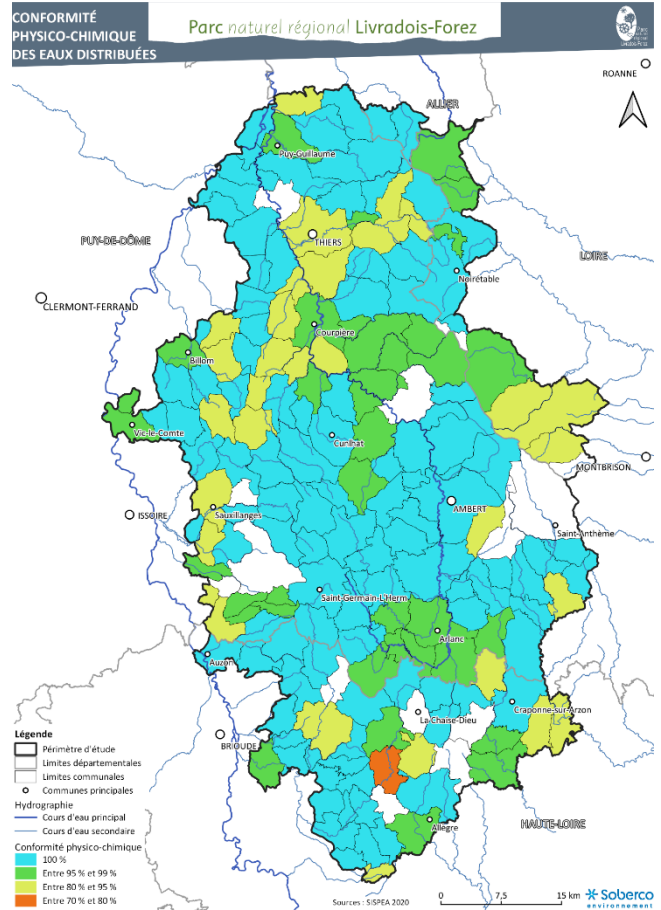 CONFORMITÉ
PHYSICO-CHIMIQUE
DES EAUX DISTRIBUÉES
Parc naturel régional Livradois-Forez
ROANNE
ALLIER
Puy-Guillaume
PUY-DE-DÔME
THIERS
LOIRE
Noirétable
CLERMONT-FERRAND
Courpière
Billom
Vic-le-Comte
Cunlhat
MONTBRISON
AMBERT
ISSOIRE
Sauxillanges
Saint-Anthème
Saint-Germain-L'Herm
Arlanc
Auzon
Craponne-sur-Arzon
La Chaise-Dieu
BRIOUDE
Allègre
HAUTE-LOIRE
Légende
Périmètre d'étude
Limites départementales
Limites communales
Communes principales
Hydrographie
Cours d'eau principal
Cours d'eau secondaire
Conformité physico-chimique
100 %
Entre 95 % et 99 %
Entre 80 % et 95 %
Entre 70 % et 80 %
Sources : SISPEA 2020
0 7,5 15 km
Soberco
environnement